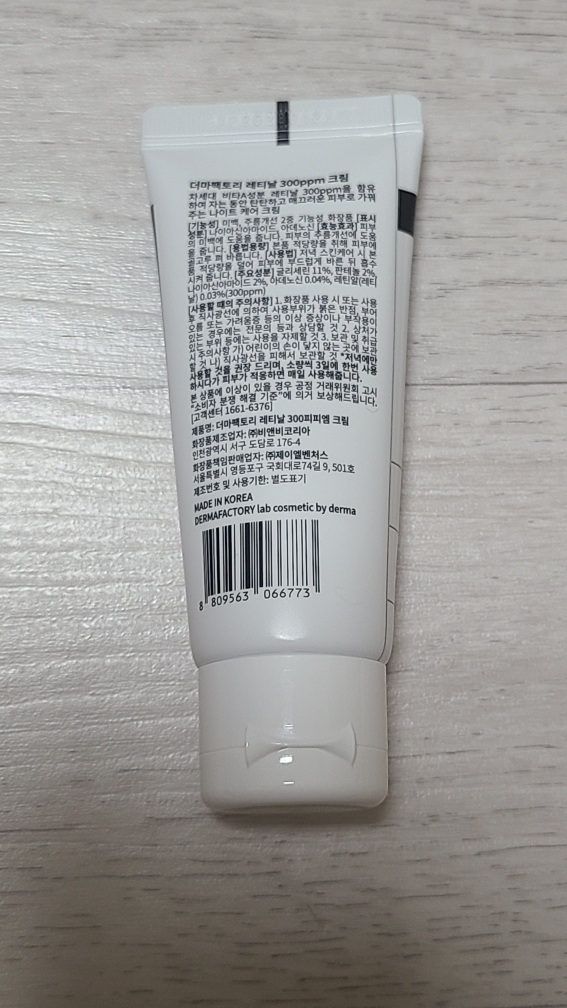 더마팩토리 레티날 300ppm 크림
차세대 비타A성분 레티날 300ppm을 함유
하여 자는 동안 탄탄하고 매끄러운 피부로 가꿔
주는 나이트 케어 크림
[기능성] 미백, 주름개선 2중 기능성 화장품 [표시
성분] 나이아신아마이드, 아데노신 [효능효과] 피부
의 미백에 도움을 줍니다. 피부의 주름개선에 도움
을 줍니다. [용법용량] 본품 적당량을 취해 피부에
골고루 펴 바릅니다. [사용법] 저녁 스킨케어 시 본
품 적당량을 덜어 피부에 부드럽게 바른 뒤 흡수
시켜 줍니다. [주요성분] 글리세린 11%, 판테놀 2%,
나이아신아마이드 2%, 아데노신 0.04%, 레틴알(레티
날) 0.03%(300ppm)
[사용할 때의 주의사항] 1. 화장품 사용 시 또는 사용
후 직사광선에 의하여 사용부위가 붉은 반점, 부어
오름 또는 가려움증 등의 이상 증상이나 부작용이
있는 경우에는 전문의 등과 상담할 것 2. 상처가
있는 부위 등에는 사용을 자제할 것 3. 보관 및 취급
시 주의사항 가) 어린이의 손이 닿지 않는 곳에 보관
할 것 나) 직사광선을 피해서 보관할 것 *저녁에만
사용할 것을 권장 드리며, 소량씩 3일에 한번 사용
하시다가 피부가 적응하면 매일 사용해줍니다.
본 상품에 이상이 있을 경우 공정 거래위원회 고시
"소비자 분쟁 해결 기준"에 의거 보상해드립니다.
[고객센터 1661-6376]
제품명: 더마팩토리 레티날 300피피엠 크림
화장품제조업자: ㈜비앤비코리아
인천광역시 서구 도담로 176-4
화장품책임판매업자: ㈜제이엘벤처스
서울특별시 영등포구 국회대로74길 9, 501호
제조번호 및 사용기한: 별도표기
MADE IN KOREA
DERMAFACTORY lab cosmetic by derma
8 809563 066773